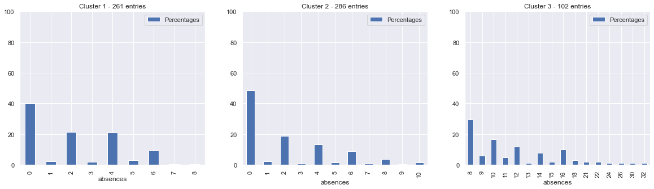 Cluster 1 - 261 entries
100
80
60
40
20
0
Percentages
0 1 2 3 4 5 6 7 8
absences
Cluster 2 - 286 entries
100
80
60
40
20
0
Percentages
0 1 2 3 4 5 6 7 8 9 10
absences
Cluster 3 - 102 entries
100
80
60
40
20
0
Percentages
8 9 10 11 12 13 14 15 16 18 21 22 24 26 30 32
absences